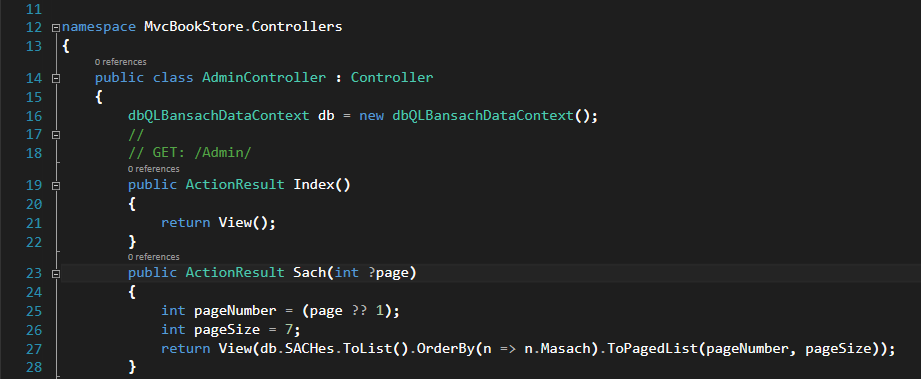 11
12 namespace MvcBookStore.Controllers
13 {
0 references
14 public class AdminController : Controller
15 {
16 dbQLBansachDataContext db = new dbQLBansachDataContext();
17 //
18 // GET: /Admin/
0 references
19 public ActionResult Index()
20 {
21 return View();
22 }
0 references
23 public ActionResult Sach(int ?page)
24 {
25 int pageNumber = (page ?? 1);
26 int pageSize = 7;
27 return View(db.SACHes.ToList().OrderBy(n => n.Masach).ToPagedList(pageNumber, pageSize));
28 }